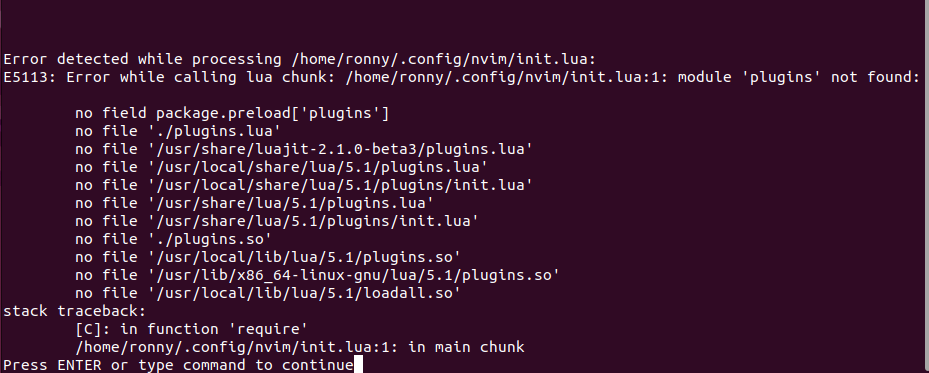 Error detected while processing /home/ronny/.config/nvim/init.lua:
E5113: Error while calling lua chunk: /home/ronny/.config/nvim/init.lua:1: module 'plugins' not found:
no field package.preload['plugins']
no file './plugins.lua'
no file '/usr/share/luajit-2.1.0-beta3/plugins.lua'
no file '/usr/local/share/lua/5.1/plugins.lua'
no file '/usr/local/share/lua/5.1/plugins/init.lua'
no file '/usr/share/lua/5.1/plugins.lua'
no file '/usr/share/lua/5.1/plugins/init.lua'
no file './plugins.so'
no file '/usr/local/lib/lua/5.1/plugins.so'
no file '/usr/lib/x86_64-linux-gnu/lua/5.1/plugins.so'
no file '/usr/local/lib/lua/5.1/loadall.so'
stack traceback:
[C]: in function 'require'
/home/ronny/.config/nvim/init.lua:1: in main chunk
Press ENTER or type command to continue